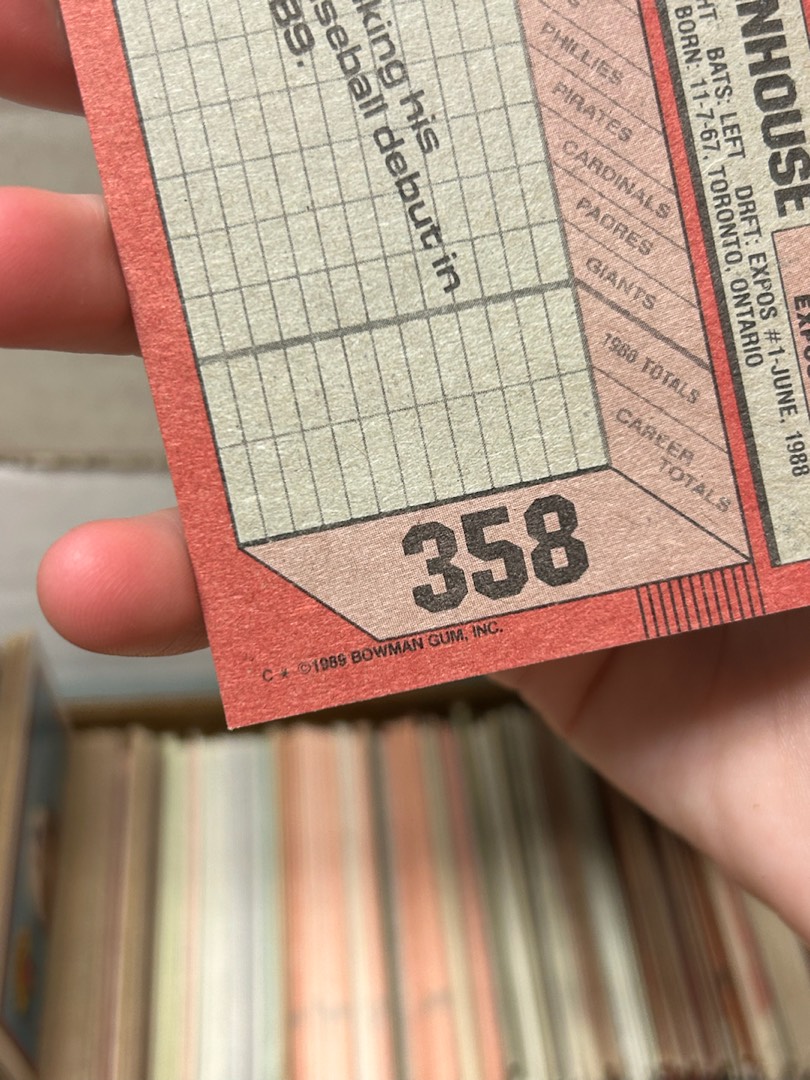 NHOUSE
HT BATS: LEFT DRFT: EXPOS #1-JUNE, 1988
BORN: 11-7-67, TORONTO, ONTARIO
king his
seball debut in
89.
PHILLIES
PIRATES
CARDINALS
PADRES
GIANTS
1988 TOTALS
CAREER
TOTALS
358
C * ©1989 BOWMAN GUM, INC.